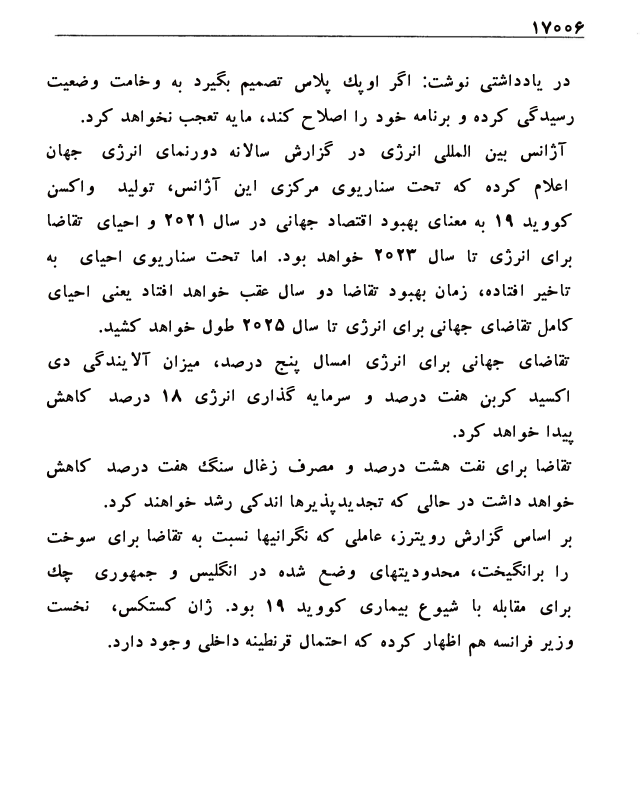 ۱۷۰۰۶
در یادداشتی نوشت: اگر اوپك پلاس تصمیم بگیرد به وخامت وضعیت
رسیدگی کرده و برنامه خود را اصلاح کند، مایه تعجب نخواهد کرد.
آژانس بین المللی انرژی در گزارش سالانه دورنمای انرژی جهان
اعلام کرده که تحت سناریوی مرکزی این آژانس، تولید واکسن
کووید ۱۹ به معنای بهبود اقتصاد جهانی در سال ۲۰۲۱ و احیای تقاضا
برای انرژی تا سال ۲۰۲۳ خواهد بود. اما تحت سناریوی احیای به
تاخیر افتاده، زمان بهبود تقاضا دو سال عقب خواهد افتاد یعنی احیای
کامل تقاضای جهانی برای انرژی تا سال ۲۰۲۵ طول خواهد کشید.
تقاضای جهانی برای انرژی امسال پنج درصد، میزان آلایندگی دی
اکسید کربن هفت درصد و سرمایه گذاری انرژی ۱۸ درصد کاهش
پیدا خواهد کرد.
تقاضا برای نفت هشت درصد و مصرف زغال سنگ هفت درصد کاهش
خواهد داشت در حالی که تجدیدپذیرها اندکی رشد خواهند کرد.
بر اساس گزارش رویترز، عاملی که نگرانیها نسبت به تقاضا برای سوخت
را برانگیخت، محدودیتهای وضع شده در انگلیس و جمهوری چك
برای مقابله با شیوع بیماری کووید ۱۹ بود. ژان کستکس، نخست
وزیر فرانسه هم اظهار کرده که احتمال قرنطینه داخلی وجود دارد.